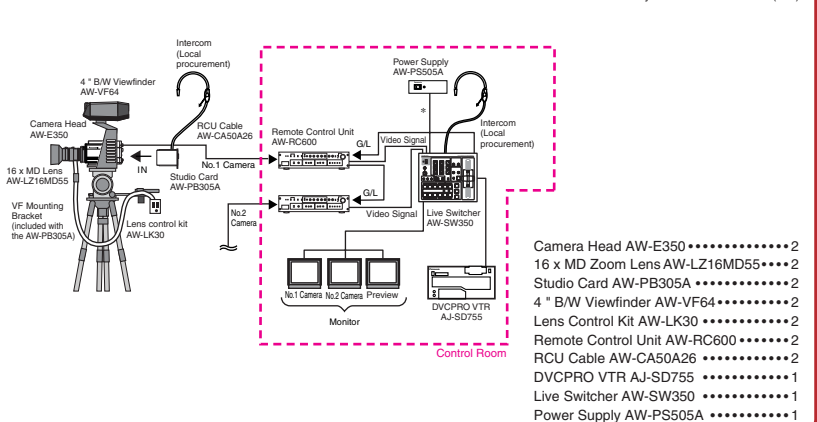 Intercom
(Local
procurement)
4 " B/W Viewfinder
AW-VF64
Camera Head
AW-E350
RCU Cable
AW-CA50A26
IN
16 x MD Lens
AW-LZ16MD55
Studio Card
AW-PB305A
VF Mounting
Bracket
(included with
the AW-PB305A)
Lens control kit
AW-LK30
No.1 Camera
No.2
Camera
Power Supply
AW-PS505A
*
Intercom
(Local
procurement)
Remote Control Unit
AW-RC600
G/L
Video Signal
G/L
Video Signal
Live Switcher
AW-SW350
No.1 Camera No.2 Camera Preview
Monitor
DVCPRO VTR
AJ-SD755
Control Room
Camera Head AW-E350 •••••••••••••• 2
16 x MD Zoom Lens AW-LZ16MD55 •••• 2
Studio Card AW-PB305A ••••••••••••• 2
4 " B/W Viewfinder AW-VF64 •••••••••• 2
Lens Control Kit AW-LK30 •••••••••••• 2
Remote Control Unit AW-RC600 ••••••• 2
RCU Cable AW-CA50A26 •••••••••••• 2
DVCPRO VTR AJ-SD755 •••••••••••• 1
Live Switcher AW-SW350 •••••••••••• 1
Power Supply AW-PS505A ••••••••••• 1